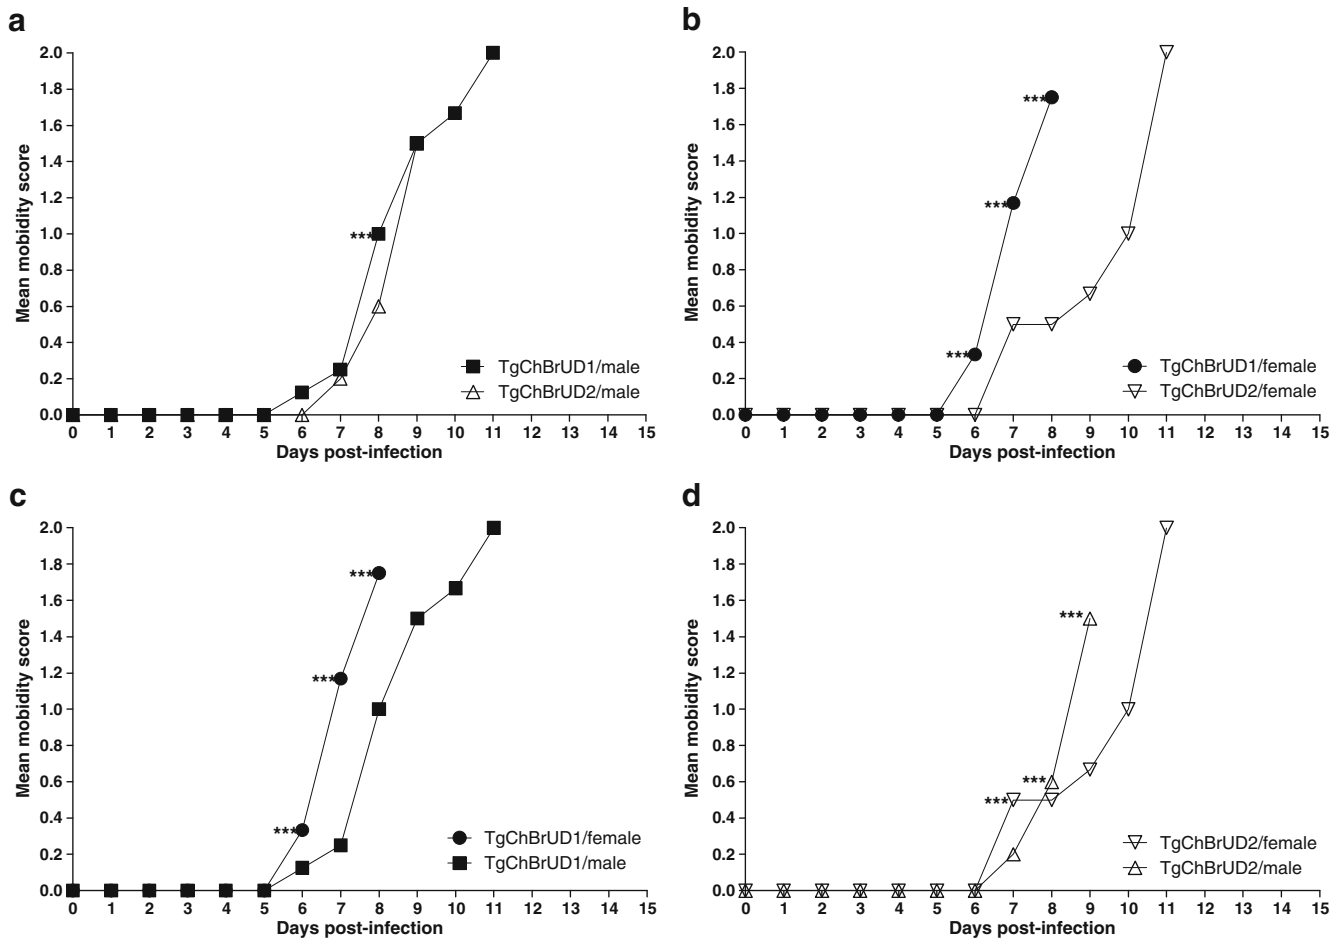 a
2.0
1.8
1.6
1.4
1.2
1.0
0.8
0.6
0.4
0.2
0.0
Mean mobidity score
***
TgChBrUD1/male
TgChBrUD2/male
0 1 2 3 4 5 6 7 8 9 10 11 12 13 14 15
Days post-infection
b
2.0
1.8
1.6
1.4
1.2
1.0
0.8
0.6
0.4
0.2
0.0
Mean mobidity score
***
***
***
TgChBrUD1/female
TgChBrUD2/female
0 1 2 3 4 5 6 7 8 9 10 11 12 13 14 15
Days post-infection
c
2.0
1.8
1.6
1.4
1.2
1.0
0.8
0.6
0.4
0.2
0.0
Mean mobidity score
***
***
***
TgChBrUD1/female
TgChBrUD1/male
0 1 2 3 4 5 6 7 8 9 10 11 12 13 14 15
Days post-infection
d
2.0
1.8
1.6
1.4
1.2
1.0
0.8
0.6
0.4
0.2
0.0
Mean mobidity score
***
***
***
TgChBrUD2/female
TgChBrUD2/male
0 1 2 3 4 5 6 7 8 9 10 11 12 13 14 15
Days post-infection